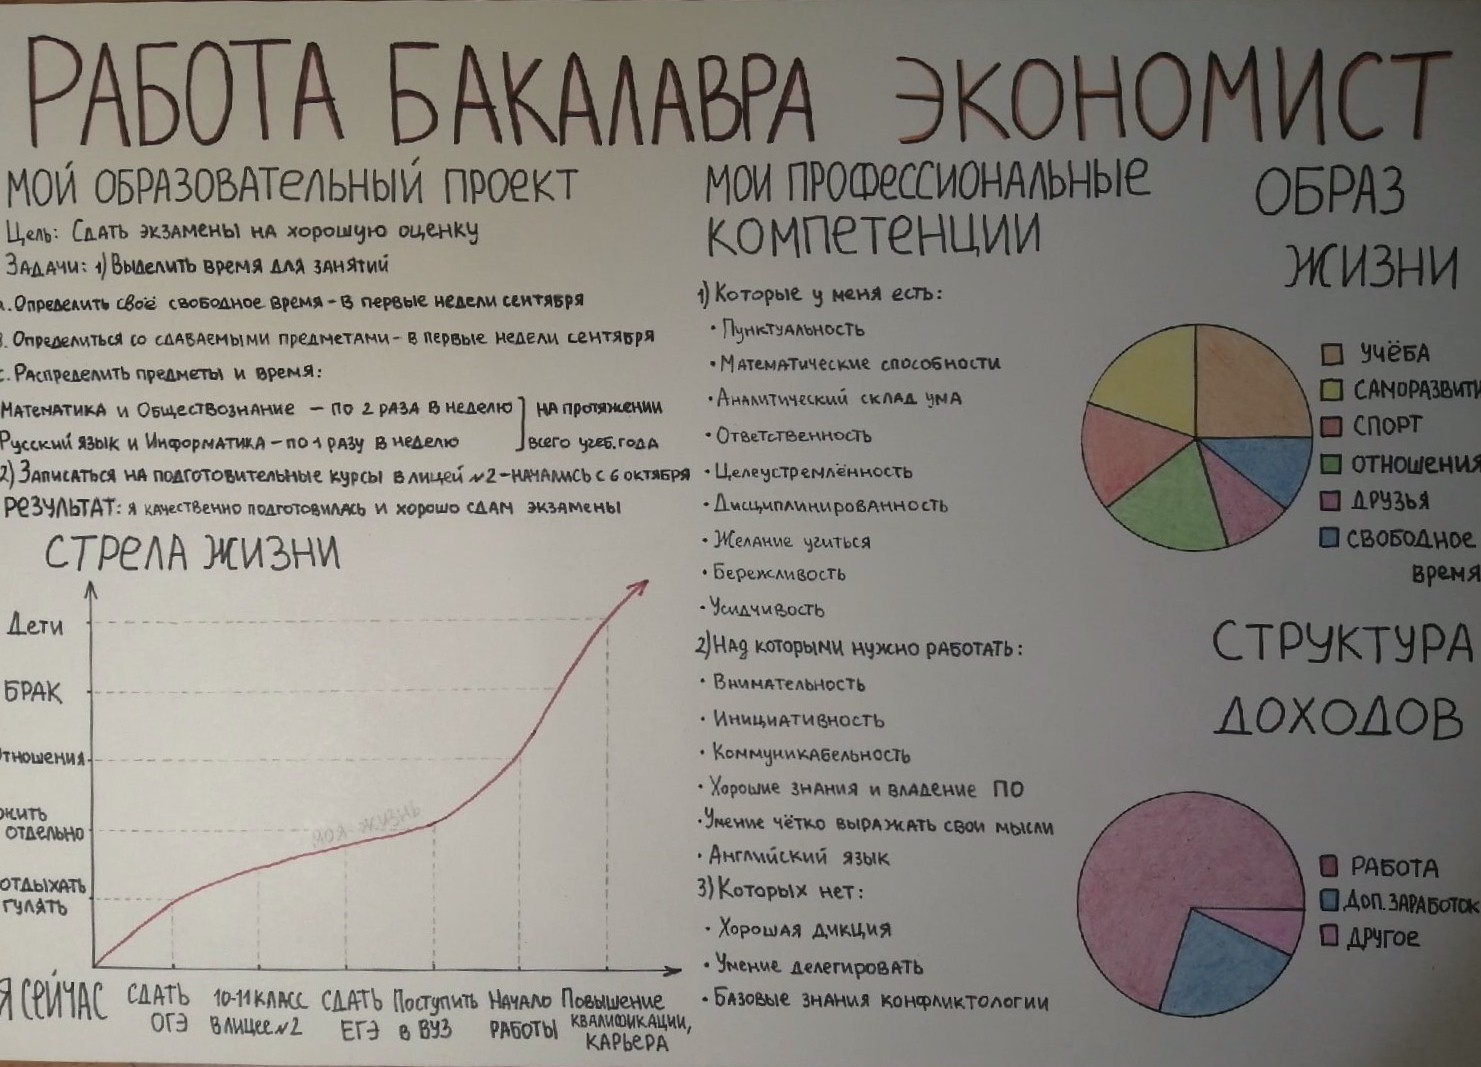 РАБОТА БАКАЛАВРА ЭКОНОМИСТ
МОЙ ОБРАЗОВАТЕЛЬНЫЙ ПРОЕКТ
Цель: Сдать экзамены на хорошую оценку
Задачи: 1) Выделить время для занятий
а. Определить своё свободное время - в первые недели сентября
в. Определиться со сдаваемыми предметами - в первые недели сентября
с. Распределить предметы и время:
Математика и Обществознание - по 2 раза в неделю
Русский язык и Информатика - по 1 разу в неделю
на протяжении
всего учеб. года
2) Записаться на подготовительные курсы в лицей №2 - начались с 6 октября
Результат: я качественно подготовилась и хорошо сдам экзамены
СТРЕЛА ЖИЗНИ
Дети
БРАК
Отношения
жить
отдельно
отдыхать
гулять
Я СЕЙЧАС
СДАТЬ
ОГЭ
10-11 КЛАСС
В ЛИЦЕЕ №2
СДАТЬ
ЕГЭ
Поступить
в ВУЗ
Начало
работы
Повышение
квалификации,
карьера
МОИ ПРОФЕССИОНАЛЬНЫЕ
КОМПЕТЕНЦИИ
1) Которые у меня есть:
• Пунктуальность
• Математические способности
• Аналитический склад ума
• Ответственность
• Целеустремлённость
• Дисциплинированность
• Желание учиться
• Бережливость
• Усидчивость
2) Над которыми нужно работать:
• Внимательность
• Инициативность
• Коммуникабельность
• Хорошие знания и владение ПО
• Умение чётко выражать свои мысли
• Английский язык
3) Которых нет:
• Хорошая дикция
• Умение делегировать
• Базовые знания конфликтологии
ОБРАЗ
ЖИЗНИ
УЧЁБА
САМОРАЗВИТИ
СПОРТ
ОТНОШЕНИЯ
ДРУЗЬЯ
СВОБОДНОЕ
время
СТРУКТУРА
ДОХОДОВ
РАБОТА
Доп. ЗАРАБОТОК
ДРУГОЕ